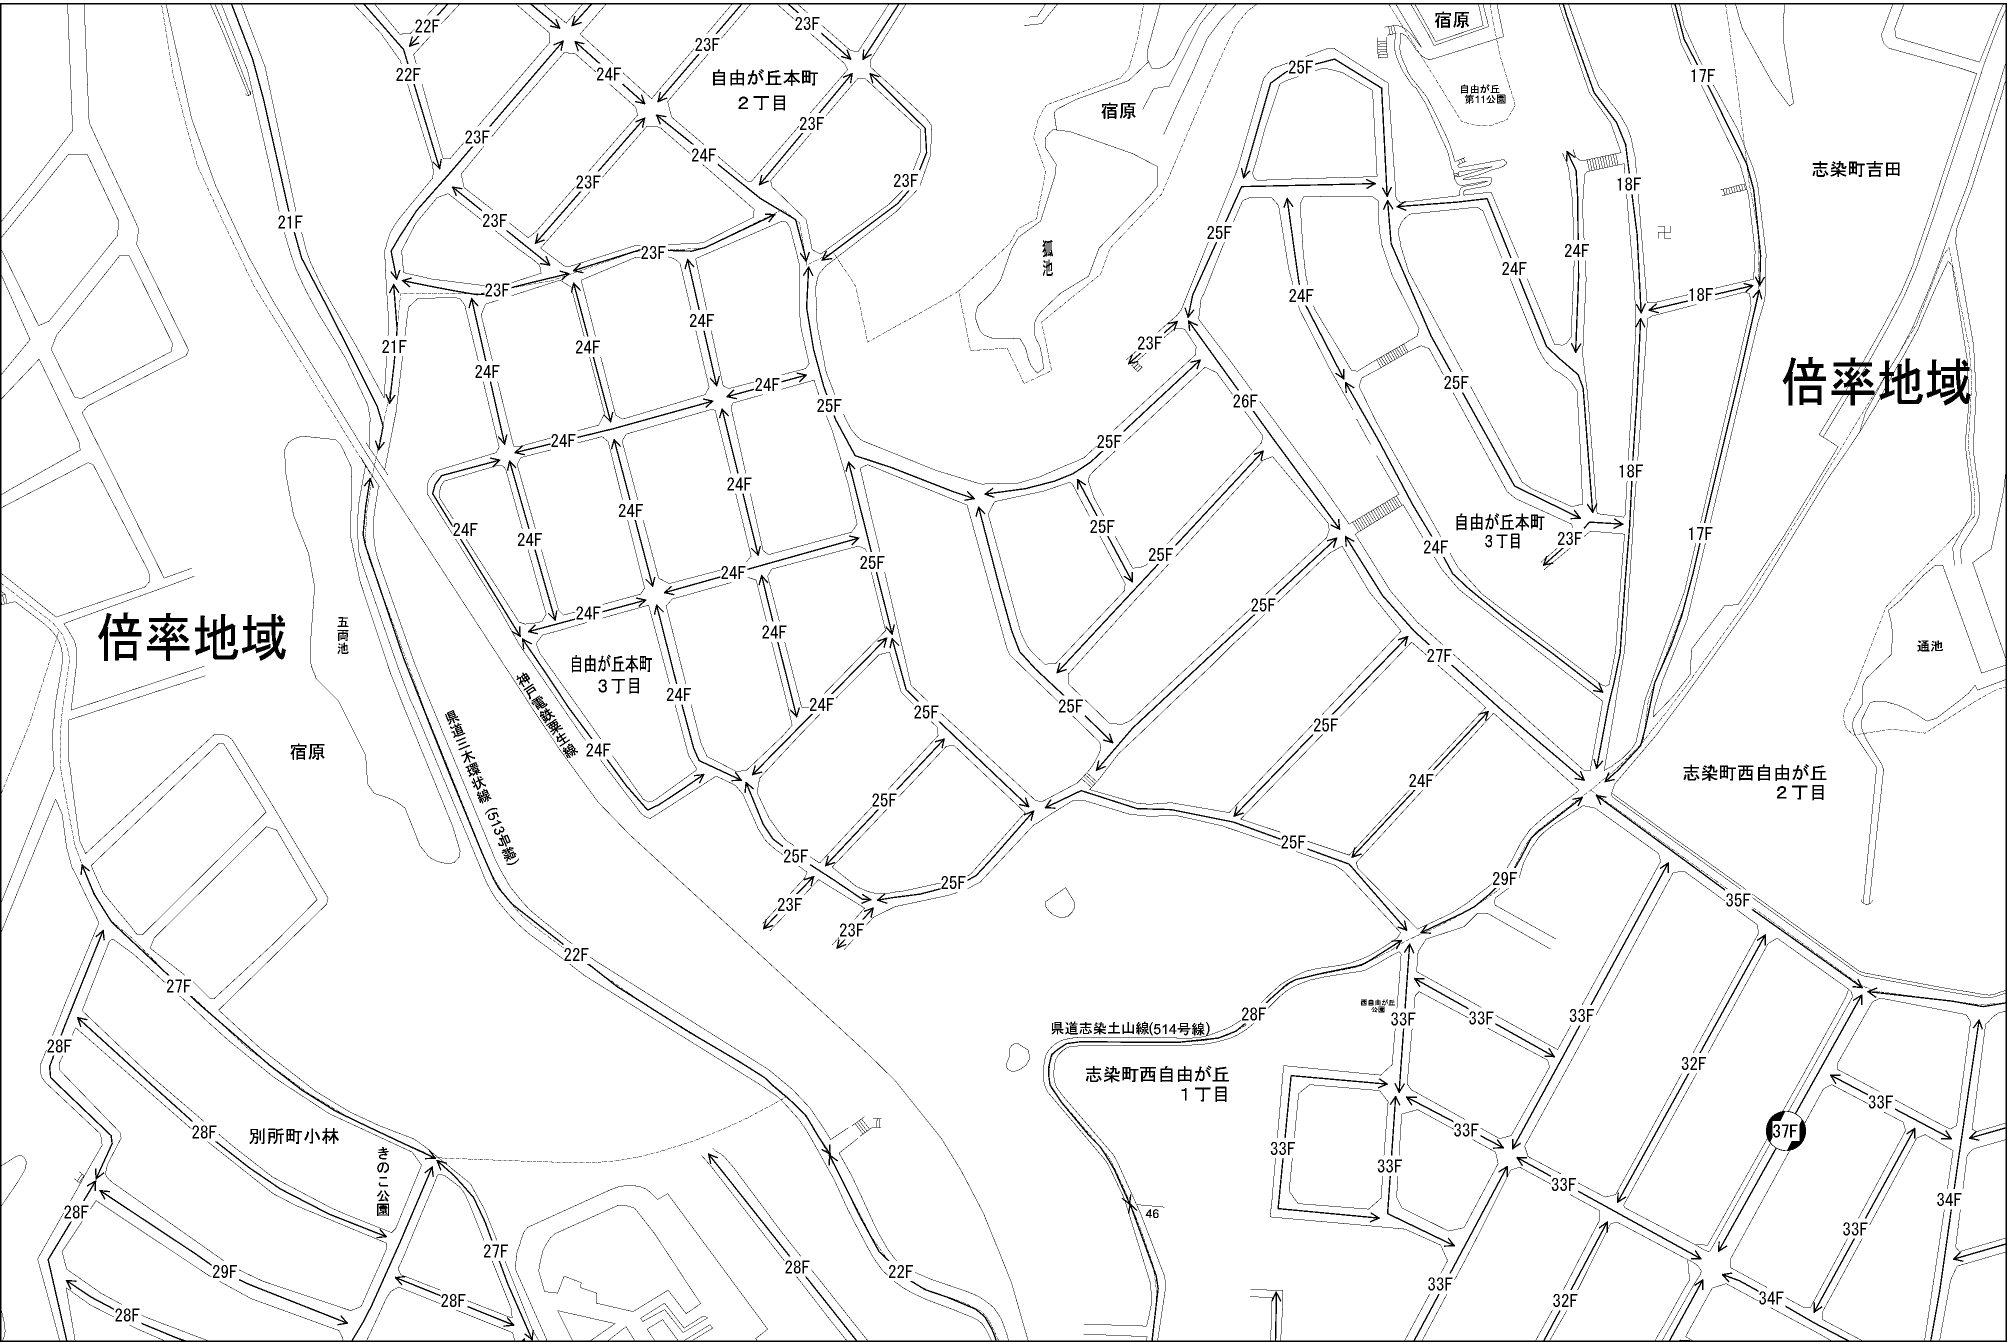 22F
23F
宿原
22F
24F
23F
25F
17F
自由が丘本町
2丁目
自由が丘
第11公園
宿原
23F
23F
24F
志染町吉田
23F
23F
18F
21F
23F
25F
24F
狐池
23F
24F
23F
24F
18F
24F
21F
24F
23F
24F
24F
24F
25F
倍率地域
25F
26F
24F
25F
18F
24F
24F
24F
24F
25F
自由が丘本町
3丁目
24F
25F
24F
25F
23F
17F
24F
24F
25F
倍率地域
五両池
24F
24F
27F
通池
自由が丘本町
3丁目
24F
神戸電鉄粟生線
24F
25F
25F
25F
県道三木環状線(513号線)
宿原
24F
24F
志染町西自由が丘
2丁目
25F
25F
25F
25F
29F
35F
23F
23F
22F
27F
西自由が丘
公園
28F
33F
33F
33F
県道志染土山線(514号線)
28F
志染町西自由が丘
1丁目
32F
33F
37F
28F
別所町小林
きのこ公園
33F
33F
33F
33F
34F
28F
46
33F
27F
29F
28F
22F
33F
28F
28F
32F
34F